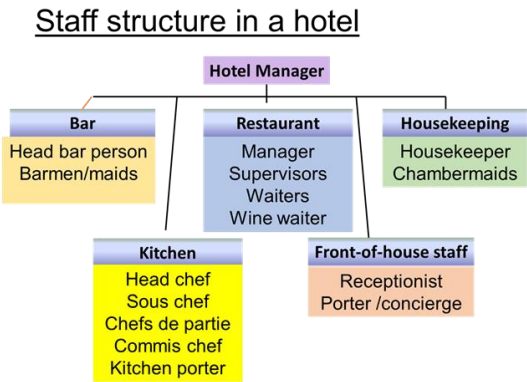 Staff structure in a hotel
Hotel Manager
Bar
Head bar person
Barmen/maids
Restaurant
Manager
Supervisors
Waiters
Wine waiter
Housekeeping
Housekeeper
Chambermaids
Kitchen
Head chef
Sous chef
Chefs de partie
Commis chef
Kitchen porter
Front-of-house staff
Receptionist
Porter /concierge